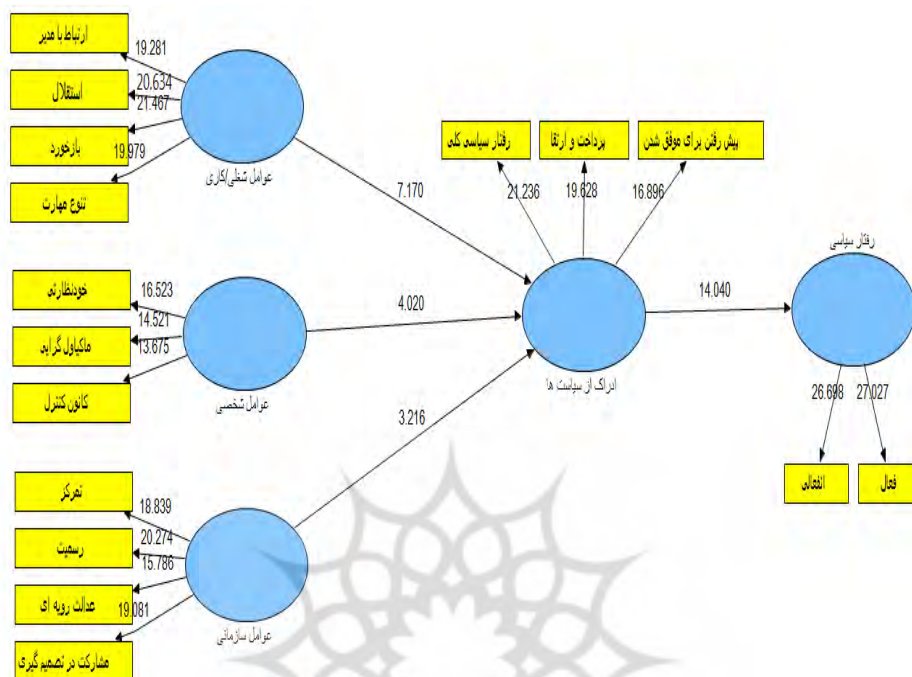 ارتباط با مدیر
19.281
استقلال
20.634
بازخورد
21.467
تنوع مهارت
19.979
عوامل شغلی/کاری
7.170
خودنظارتی
16.523
ماکیاول گرایی
14.521
کانون کنترل
13.675
عوامل شخصی
4.020
تمرکز
18.839
رسمیت
20.274
عدالت رویه ای
15.786
مشارکت در تصمیم گیری
19.081
عوامل سازمانی
3.216
رفتار سیاسی کلی
21.236
پرداخت و ارتقا
19.628
پیش رفتن برای موفق شدن
16.896
ادراک از سیاست ها
14.040
رفتار سیاسی
26.698
27.027
انفعالی
فعال